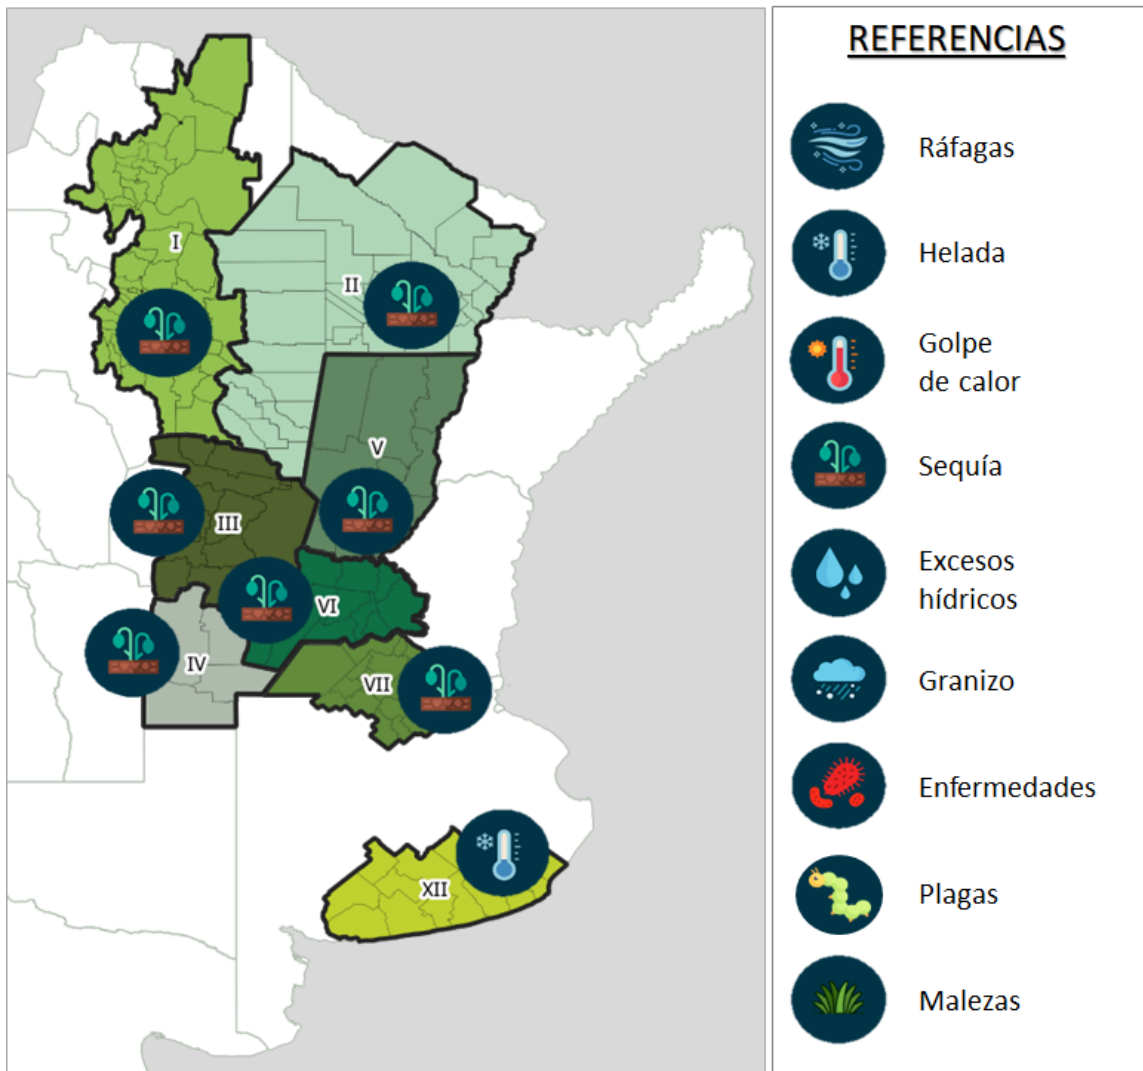 REFERENCIAS
Ráfagas
Helada
Golpe
de calor
Sequía
Excesos
hídricos
Granizo
Enfermedades
Plagas
Malezas
I
II
V
III
VI
IV
VII
XII